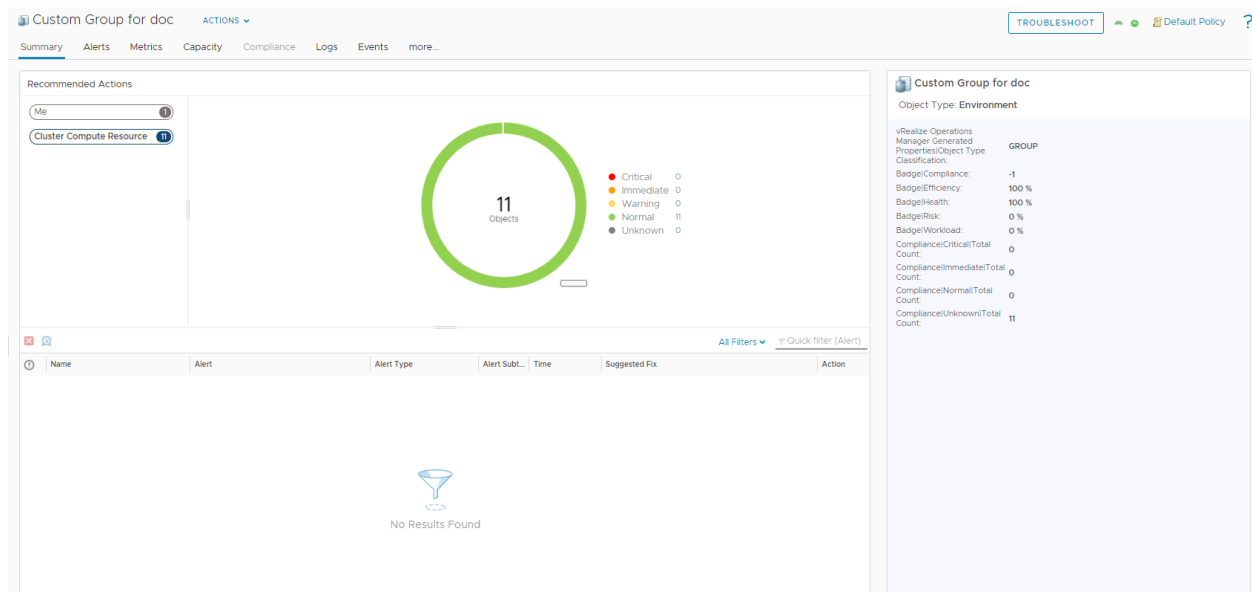 Custom Group for doc
ACTIONS
TROUBLESHOOT
Default Policy
?
Summary Alerts Metrics Capacity Compliance Logs Events more...
Recommended Actions
Me 1
Cluster Compute Resource 11
11
Objects
Critical 0
Immediate 0
Warning 0
Normal 11
Unknown 0
All Filters
Quick filter (Alert)
Name Alert Alert Type Alert Subt... Time Suggested Fix Action
No Results Found
Custom Group for doc
Object Type: Environment
vRealize Operations
Manager Generated
Properties|Object Type
Classification:
GROUP
Badge|Compliance: -1
Badge|Efficiency: 100 %
Badge|Health: 100 %
Badge|Risk: 0 %
Badge|Workload: 0 %
Compliance|Critical|Total
Count:
0
Compliance|Immediate|Total
Count:
0
Compliance|Normal|Total
Count:
0
Compliance|Unknown|Total
Count:
11